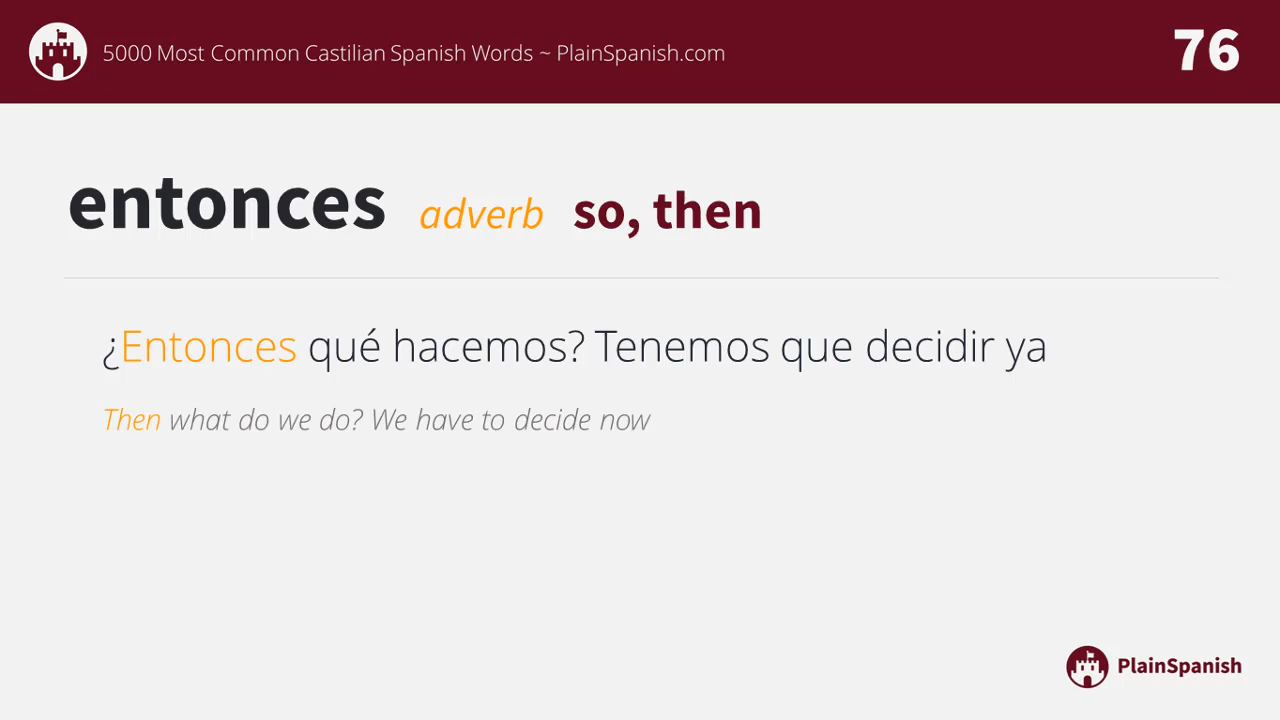 5000 Most Common Castilian Spanish Words ~ PlainSpanish.com
76
entonces adverb so, then
¿Entonces qué hacemos? Tenemos que decidir ya
Then what do we do? We have to decide now
PlainSpanish